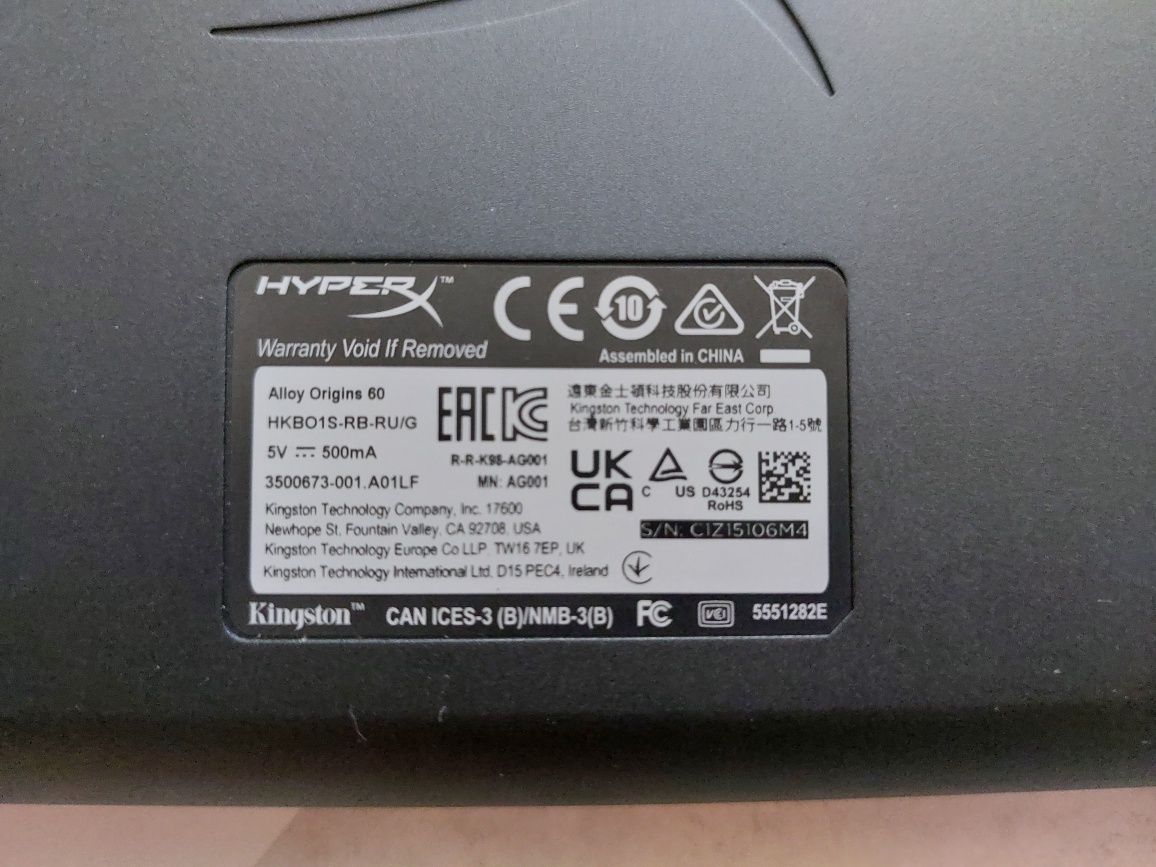 HYPERX™
10
Warranty Void If Removed
Assembled in CHINA
Alloy Origins 60
HKBO1S-RB-RU/G
5V ⎓ 500mA
3500673-001.A01LF
EAC
R-R-K98-AG001
MN: AG001
遠東金士頓科技股份有限公司
Kingston Technology Far East Corp
台灣新竹科學工業園區力行一路1-5號
UK
CA
C US D43254
RoHS
S/N: C1Z15106M4
Kingston Technology Company, Inc. 17600
Newhope St. Fountain Valley, CA 92708. USA
Kingston Technology Europe Co LLP. TW16 7EP, UK
Kingston Technology International Ltd. D15 PEC4, Ireland
Kingston™ CAN ICES-3 (B)/NMB-3(B) FC VCI 5551282E